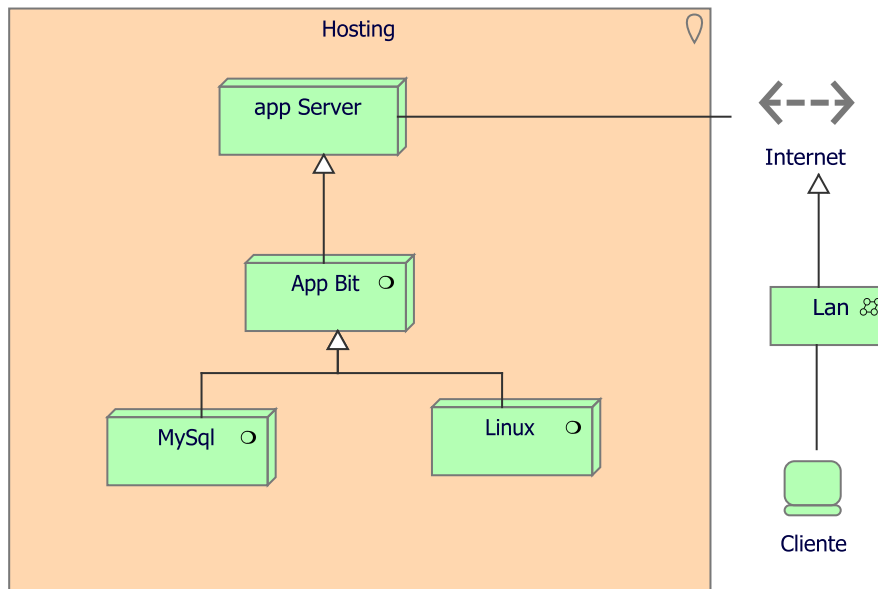 Hosting
app Server
Internet
App Bit
Lan
MySql
Linux
Cliente